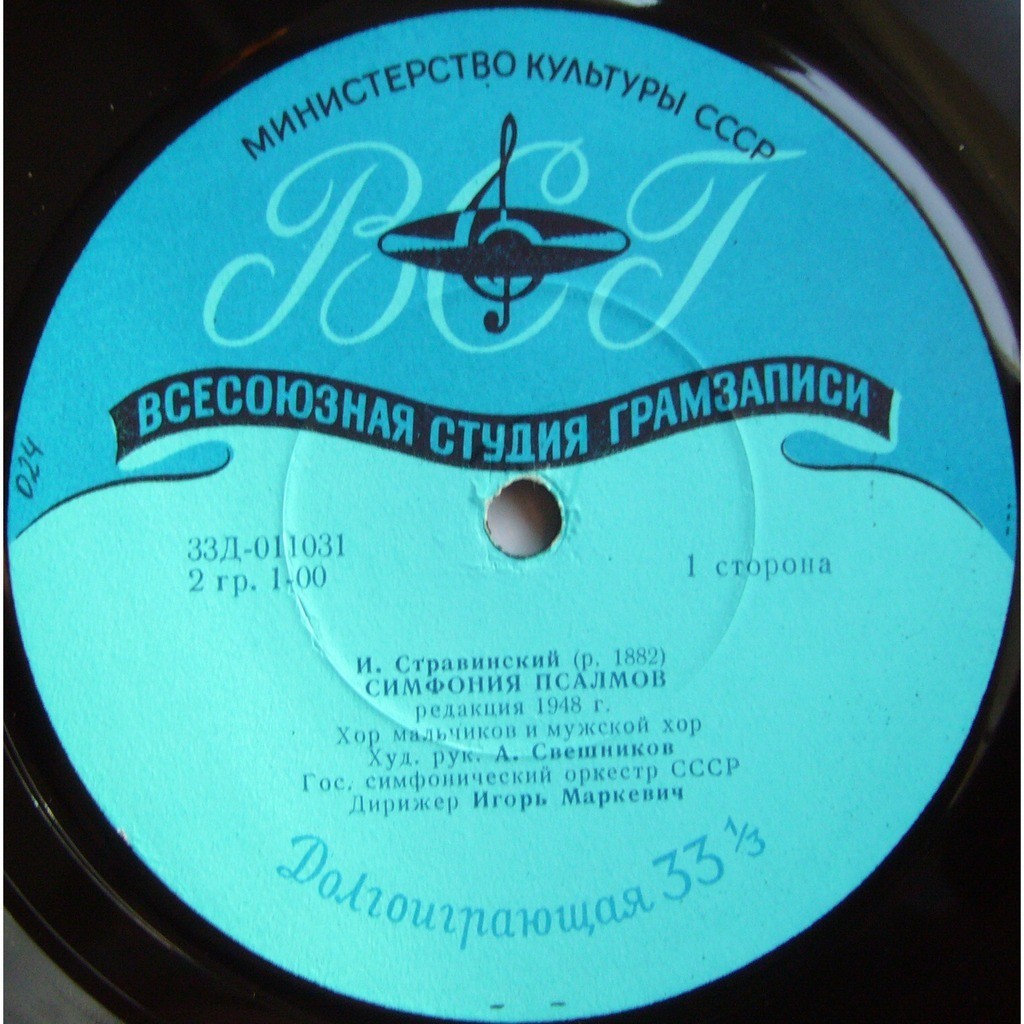 МИНИСТЕРСТВО КУЛЬТУРЫ СССР
ВСГ
ВСЕСОЮЗНАЯ СТУДИЯ ГРАМЗАПИСИ
024
33Д-011031
2 гр. 1-00
1 сторона
И. Стравинский (р. 1882)
СИМФОНИЯ ПСАЛМОВ
редакция 1948 г.
Хор мальчиков и мужской хор
Худ. рук. А. Свешников
Гос. симфонический оркестр СССР
Дирижер Игорь Маркевич
Долгоиграющая 33 1/3